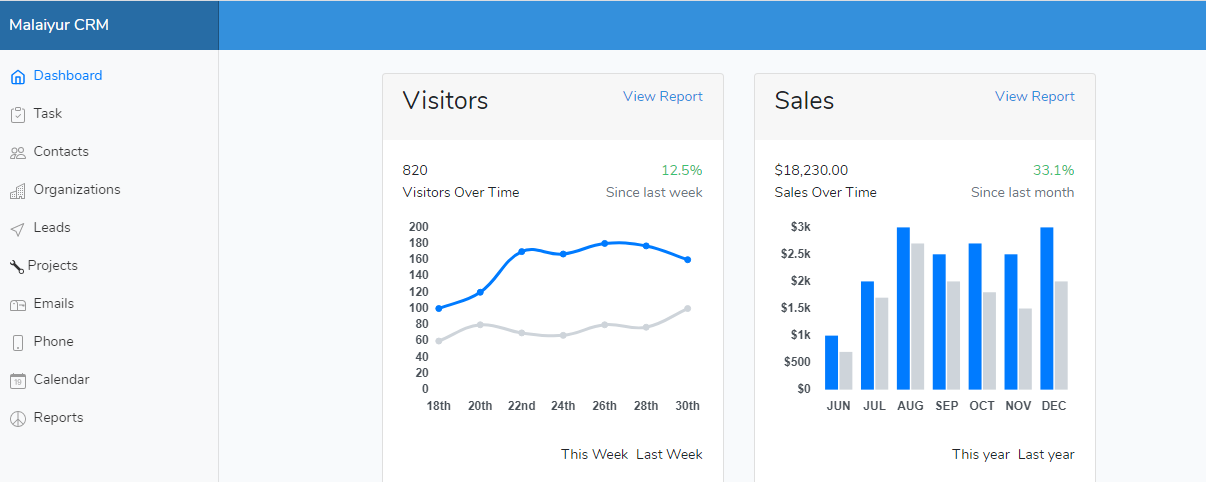 Malaiyur CRM
Dashboard
Task
Contacts
Organizations
Leads
Projects
Emails
Phone
19 Calendar
Reports
Visitors View Report
820 12.5%
Visitors Over Time Since last week
200
180
160
140
120
100
80
60
40
20
0
18th 20th 22nd 24th 26th 28th 30th
This Week Last Week
Sales View Report
$18,230.00 33.1%
Sales Over Time Since last month
$3k
$2.5k
$2k
$1.5k
$1k
$500
$0
JUN JUL AUG SEP OCT NOV DEC
This year Last year